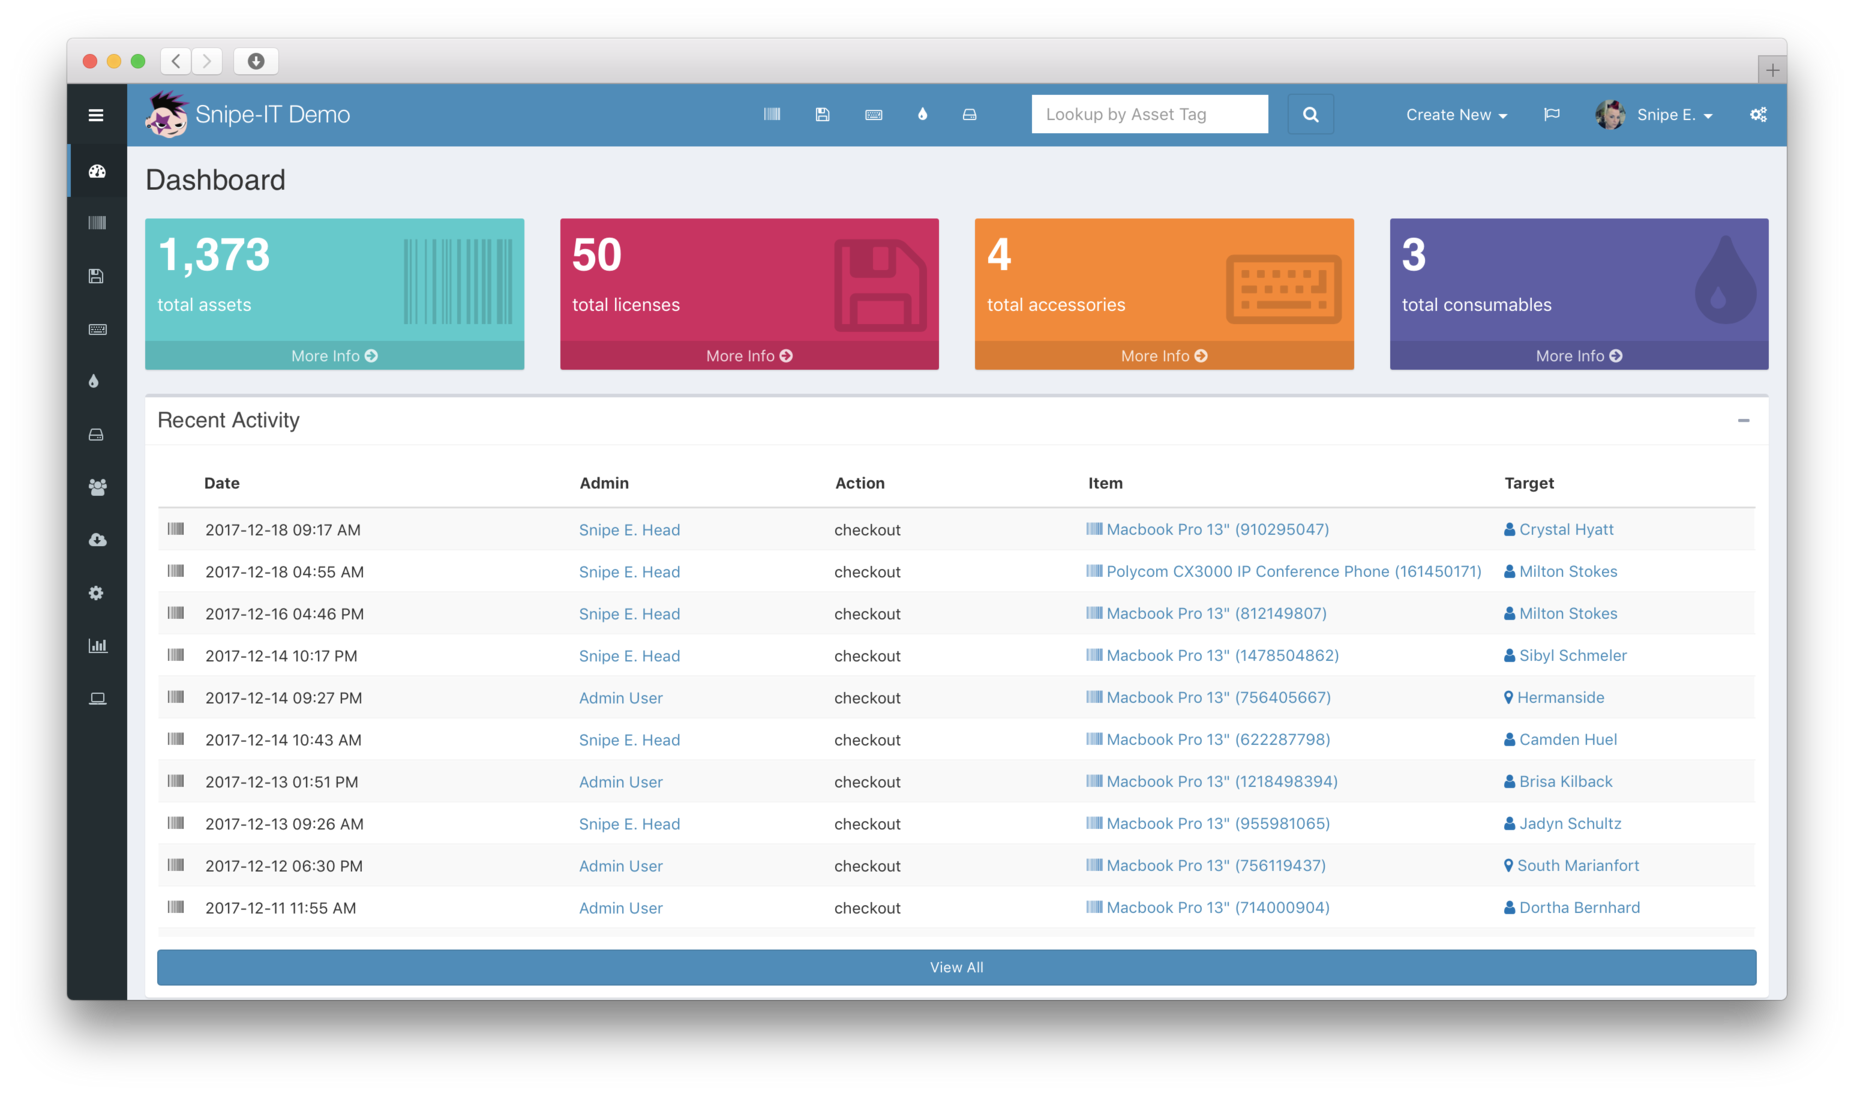 Snipe-IT Demo
Lookup by Asset Tag
Create New
Snipe E.
Dashboard
1,373
total assets
More Info
50
total licenses
More Info
4
total accessories
More Info
3
total consumables
More Info
Recent Activity
Date Admin Action Item Target
2017-12-18 09:17 AM Snipe E. Head checkout Macbook Pro 13" (910295047) Crystal Hyatt
2017-12-18 04:55 AM Snipe E. Head checkout Polycom CX3000 IP Conference Phone (161450171) Milton Stokes
2017-12-16 04:46 PM Snipe E. Head checkout Macbook Pro 13" (812149807) Milton Stokes
2017-12-14 10:17 PM Snipe E. Head checkout Macbook Pro 13" (1478504862) Sibyl Schmeler
2017-12-14 09:27 PM Admin User checkout Macbook Pro 13" (756405667) Hermanside
2017-12-14 10:43 AM Snipe E. Head checkout Macbook Pro 13" (622287798) Camden Huel
2017-12-13 01:51 PM Admin User checkout Macbook Pro 13" (1218498394) Brisa Kilback
2017-12-13 09:26 AM Snipe E. Head checkout Macbook Pro 13" (955981065) Jadyn Schultz
2017-12-12 06:30 PM Admin User checkout Macbook Pro 13" (756119437) South Marianfort
2017-12-11 11:55 AM Admin User checkout Macbook Pro 13" (714000904) Dortha Bernhard
View All